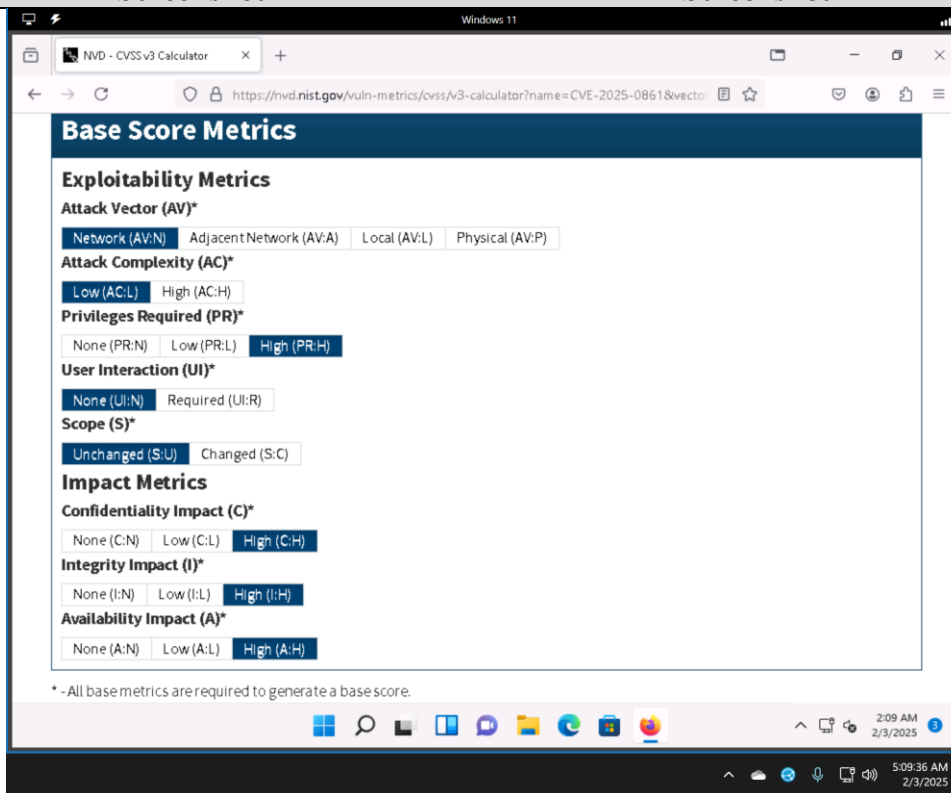 Windows 11
NVD - CVSS v3 Calculator
https://nvd.nist.gov/vuln-metrics/cvss/v3-calculator?name=CVE-2025-0861&vector
Base Score Metrics
Exploitability Metrics
Attack Vector (AV)*
Network (AV:N) Adjacent Network (AV:A) Local (AV:L) Physical (AV:P)
Attack Complexity (AC)*
Low (AC:L) High (AC:H)
Privileges Required (PR)*
None (PR:N) Low (PR:L) High (PR:H)
User Interaction (UI)*
None (UI:N) Required (UI:R)
Scope (S)*
Unchanged (S:U) Changed (S:C)
Impact Metrics
Confidentiality Impact (C)*
None (C:N) Low (C:L) High (C:H)
Integrity Impact (I)*
None (I:N) Low (I:L) High (I:H)
Availability Impact (A)*
None (A:N) Low (A:L) High (A:H)
* - All base metrics are required to generate a base score.
2:09 AM
2/3/2025
3
5:09:36 AM
2/3/2025